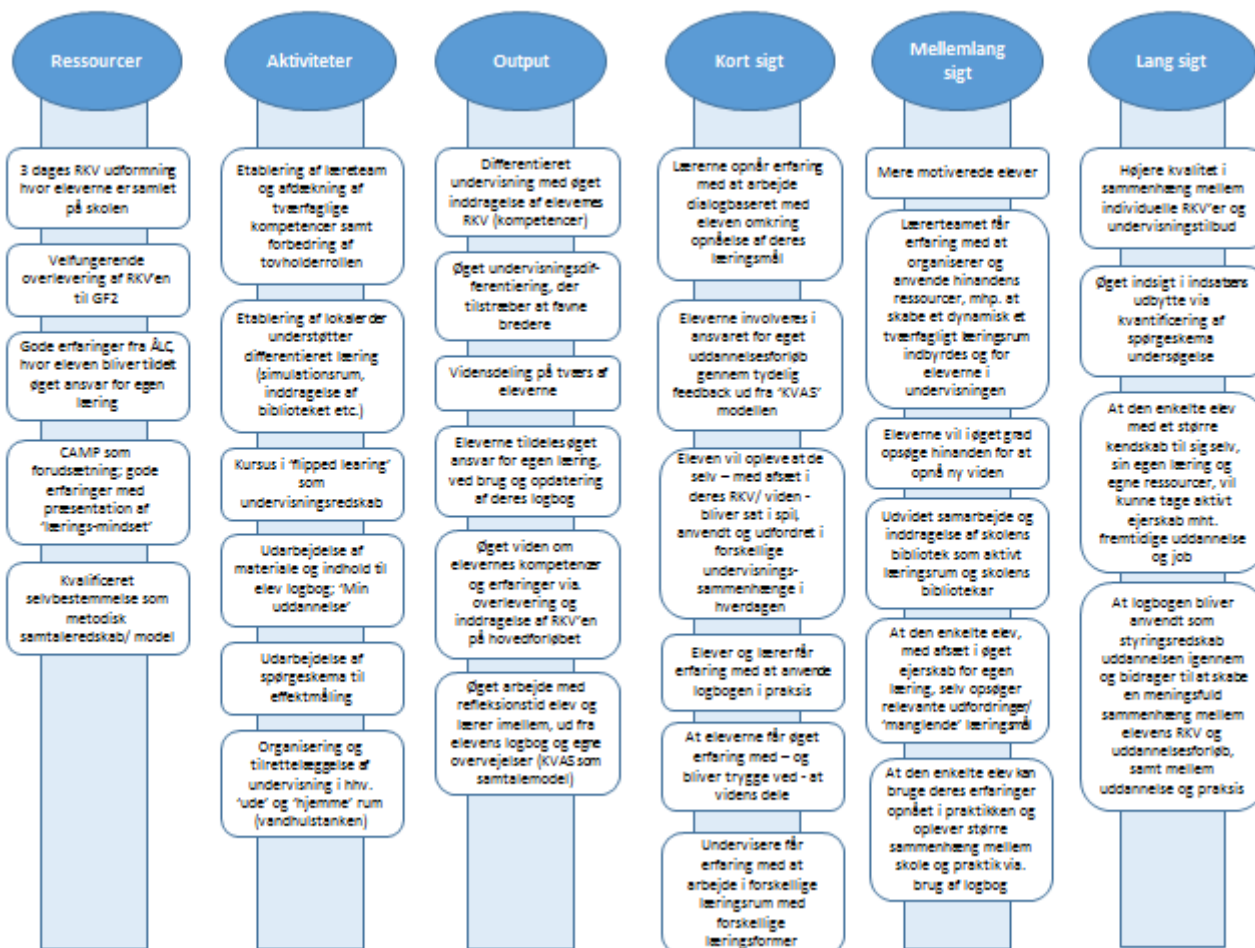 Ressourcer
3 dages RKV udformning
hvor eleverne er samlet
på skolen
Velfungerende
overlevering af RKV'en
til GF2
Gode erfaringer fra ÅLC,
hvor eleven bliver tildelt
øget ansvar for egen
læring
CAMP som
forudsætning; gode
erfaringer med
præsentation af
'lærings-mindset'
Kvalificeret
selvbestemmelse som
metodisk
samtaleredskab/ model
Aktiviteter
Etablering af læreteam
og afdækning af
tværfaglige
kompetencer samt
forbedring af
tovholderrollen
Etablering af lokaler der
understøtter
differentieret læring
(simulationsrum,
inddragelse af
biblioteket etc.)
Kursus i 'flipped learing'
som
undervisningsredskab
Udarbejdelse af
materiale og indhold til
elev logbog; 'Min
uddannelse'
Udarbejdelse af
spørgeskema til
effektmåling
Organisering og
tilrettelæggelse af
undervisning i hhv.
'ude' og 'hjemme' rum
(vandhulstanken)
Output
Differentieret
undervisning med øget
inddragelse af elevernes
RKV (kompetencer)
Øget undervisningsdif-
ferentiering, der
tilstræber at favne
bredere
Vidensdeling på tværs af
eleverne
Eleverne tildeles øget
ansvar for egen læring,
ved brug og opdatering
af deres logbog
Øget viden om
elevernes kompetencer
og erfaringer via.
overlevering og
inddragelse af RKV'en
på hovedforløbet
Øget arbejde med
refleksionstid elev og
lærer imellem, ud fra
elevens logbog og egne
overvejelser (KVAS som
samtalemodel)
Kort sigt
Lærerne opnår erfaring
med at arbejde
dialogbaseret med
eleven omkring
opnåelse af deres
læringsmål
Eleverne involveres i
ansvaret for eget
uddannelsesforløb
gennem tydelig
feedback ud fra 'KVAS'
modellen
Eleven vil opleve at de
selv – med afsæt i
deres RKV/ viden -
bliver sat i spil,
anvendt og udfordret i
forskellige
undervisnings-
sammenhænge i
hverdagen
Elever og lærer får
erfaring med at anvende
logbogen i praksis
At eleverne får øget
erfaring med – og
bliver trygge ved - at
videns dele
Undervisere får
erfaring med at
arbejde i forskellige
læringsrum med
forskellige
læringsformer
Mellemlang
sigt
Mere motiverede elever
Lærerteamet får
erfaring med at
organiserer og
anvende hinandens
ressourcer, mhp. at
skabe et dynamisk et
tværfagligt læringsrum
indbyrdes og for
eleverne i
undervisningen
Eleverne vil i øget grad
opsøge hinanden for at
opnå ny viden
Udvidet samarbejde og
inddragelse af skolens
bibliotek som aktivt
læringsrum og skolens
bibliotekar
At den enkelte elev,
med afsæt i øget
ejerskab for egen
læring, selv opsøger
relevante udfordringer/
'manglende' læringsmål
At den enkelte elev kan
bruge deres erfaringer
opnået i praktikken og
oplever større
sammenhæng mellem
skole og praktik via.
brug af logbog
Lang sigt
Højere kvalitet i
sammenhæng mellem
individuelle RKV'er og
undervisningstilbud
Øget indsigt i indsatsens
udbytte via
kvantificering af
spørgeskema
undersøgelse
At den enkelte elev
med et større
kendskab til sig selv,
sin egen læring og
egne ressourcer, vil
kunne tage aktivt
ejerskab mht.
fremtidige uddannelse
og job
At logbogen bliver
anvendt som
styringsredskab
uddannelsen igennem
og bidrager til at skabe
en meningsfuld
sammenhæng mellem
elevens RKV og
uddannelsesforløb,
samt mellem
uddannelse og praksis